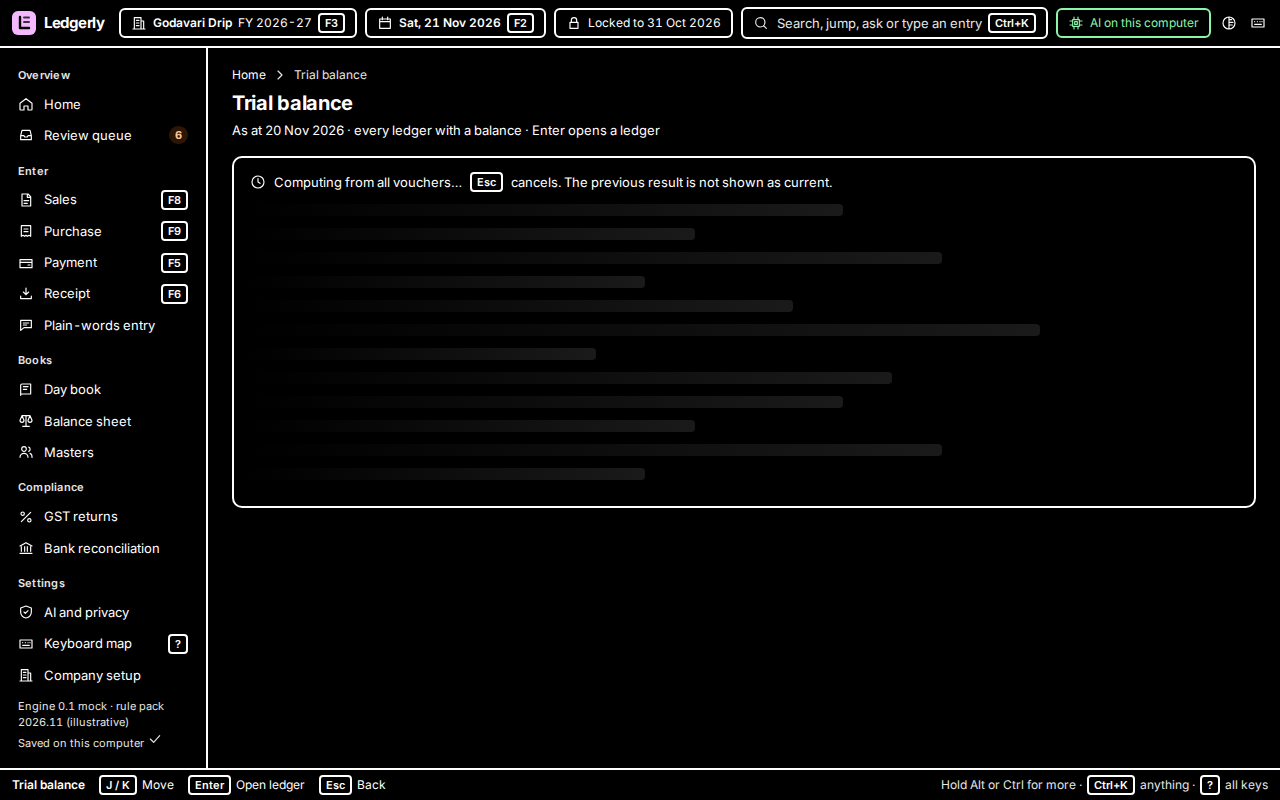 Ledgerly
Godavari Drip FY 2026-27 F3
Sat, 21 Nov 2026 F2
Locked to 31 Oct 2026
Search, jump, ask or type an entry Ctrl+K
AI on this computer
Overview
Home
Review queue 6
Enter
Sales F8
Purchase F9
Payment F5
Receipt F6
Plain-words entry
Books
Day book
Balance sheet
Masters
Compliance
GST returns
Bank reconciliation
Settings
AI and privacy
Keyboard map ?
Company setup
Engine 0.1 mock · rule pack
2026.11 (illustrative)
Saved on this computer
Home > Trial balance
Trial balance
As at 20 Nov 2026 · every ledger with a balance · Enter opens a ledger
Computing from all vouchers... Esc cancels. The previous result is not shown as current.
Trial balance J / K Move Enter Open ledger Esc Back
Hold Alt or Ctrl for more · Ctrl+K anything · ? all keys